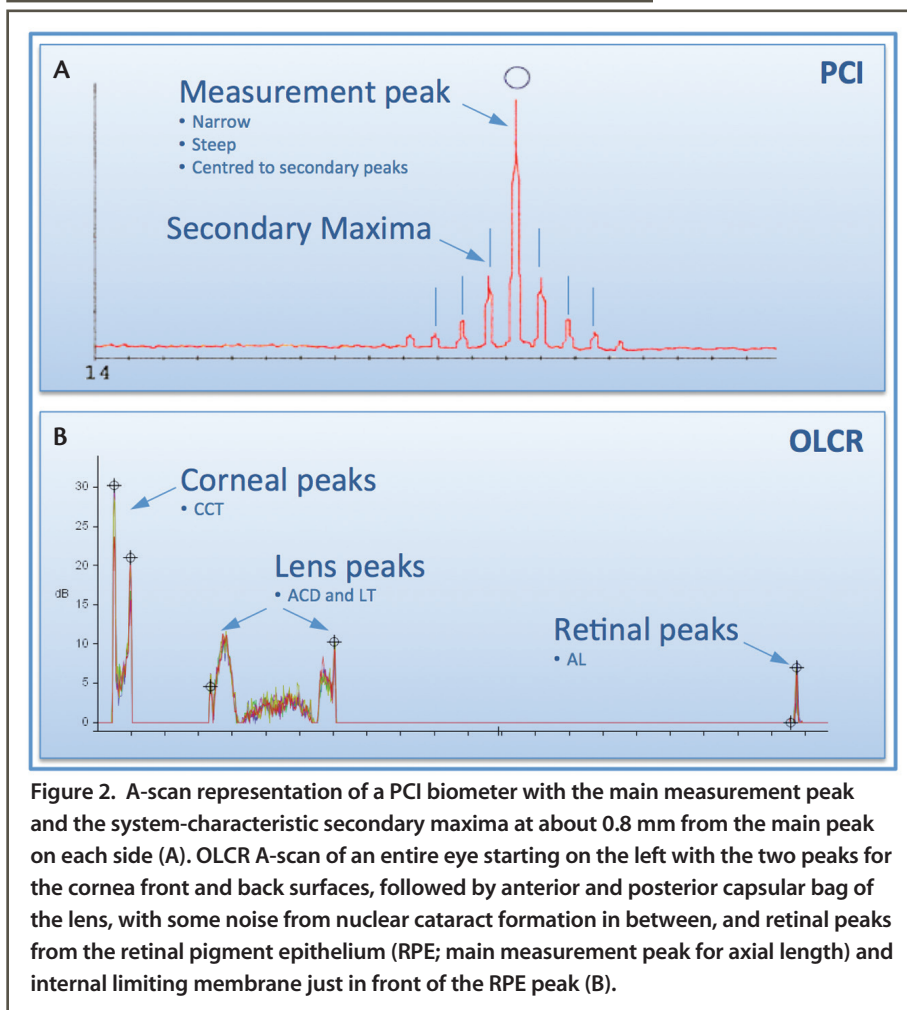 A
PCI
Measurement peak
• Narrow
• Steep
• Centred to secondary peaks
Secondary Maxima
14
B
OLCR
Corneal peaks
• CCT
Lens peaks
• ACD and LT
Retinal peaks
• AL
30
25
20
dB
15
10
5
0
Figure 2. A-scan representation of a PCI biometer with the main measurement peak
and the system-characteristic secondary maxima at about 0.8 mm from the main peak
on each side (A). OLCR A-scan of an entire eye starting on the left with the two peaks for
the cornea front and back surfaces, followed by anterior and posterior capsular bag of
the lens, with some noise from nuclear cataract formation in between, and retinal peaks
from the retinal pigment epithelium (RPE; main measurement peak for axial length) and
internal limiting membrane just in front of the RPE peak (B).